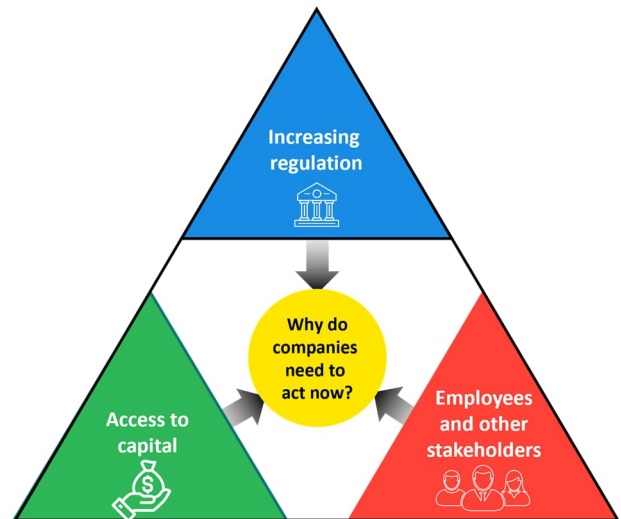 Increasing
regulation
Why do
companies
need to
act now?
Access to
capital
$
Employees
and other
stakeholders